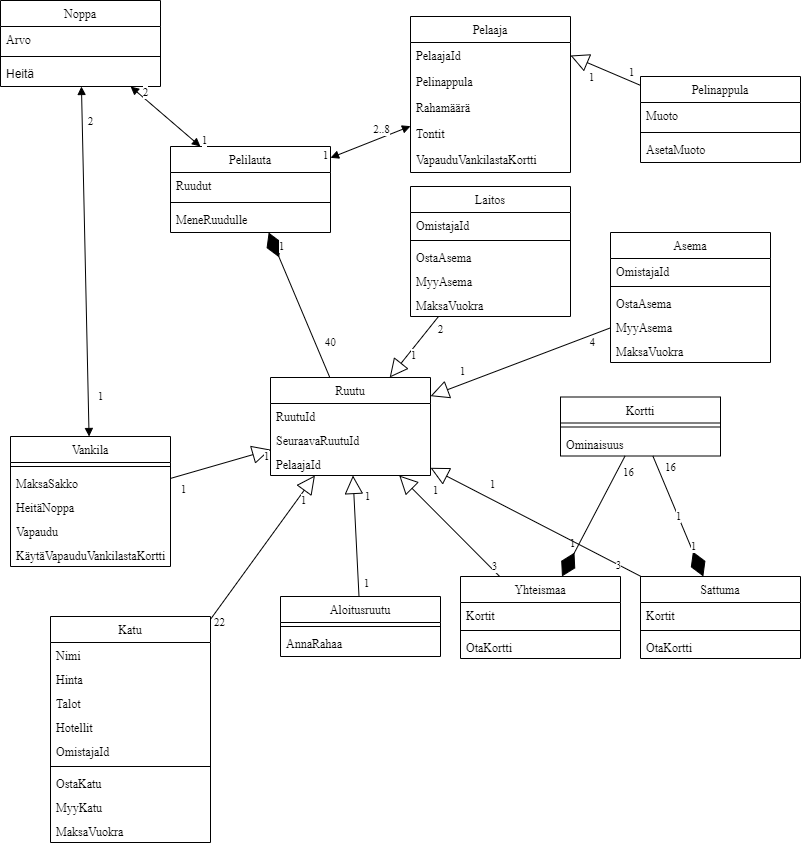 Noppa
Arvo
Heitä
Pelaaja
PelaajaId
Pelinappula
Rahamäärä
Tontit
VapauduVankilastaKortti
Pelinappula
Muoto
AsetaMuoto
1
1
2
2
1
2..8
1
Pelilauta
Ruudut
MeneRuudulle
1
40
Laitos
OmistajaId
OstaAsema
MyyAsema
MaksaVuokra
2
1
Asema
OmistajaId
OstaAsema
MyyAsema
MaksaVuokra
4
1
Ruutu
RuutuId
SeuraavaRuutuId
PelaajaId
Kortti
Ominaisuus
16
16
1
1
1
1
Vankila
MaksaSakko
HeitäNoppa
Vapaudu
KäytäVapauduVankilastaKortti
1
1
1
1
1
1
3
3
22
1
Katu
Nimi
Hinta
Talot
Hotellit
OmistajaId
OstaKatu
MyyKatu
MaksaVuokra
Aloitusruutu
AnnaRahaa
Yhteismaa
Kortit
OtaKortti
Sattuma
Kortit
OtaKortti